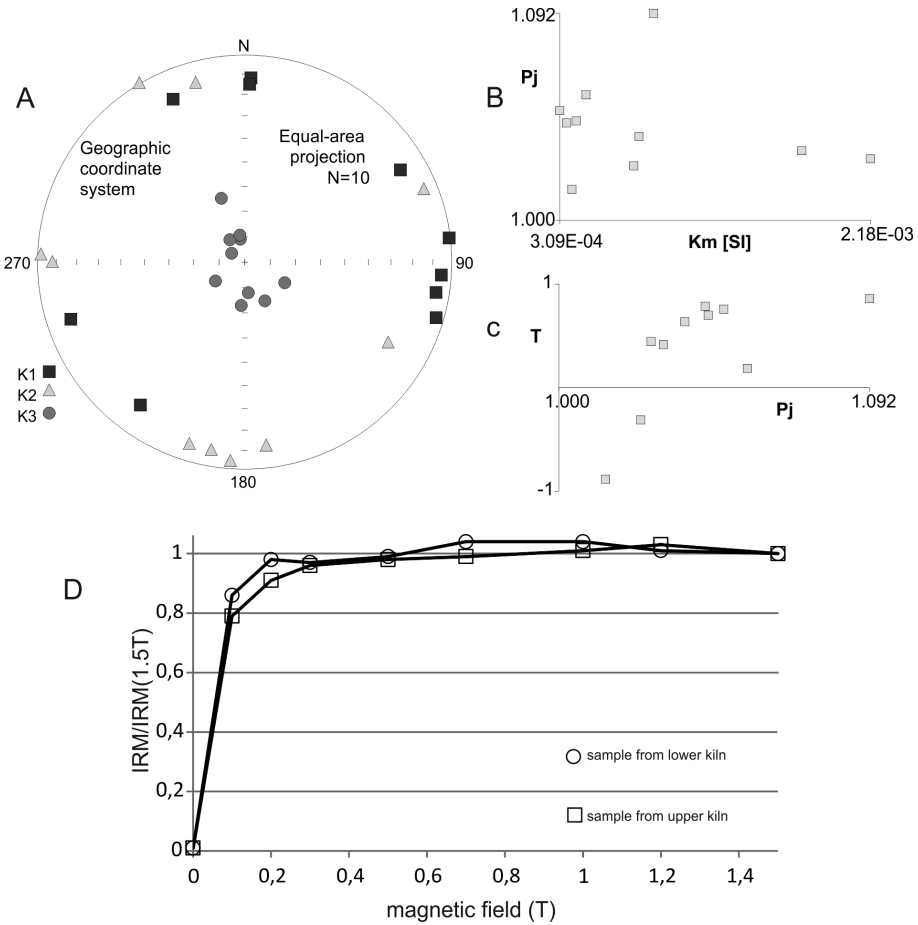 A
N
Geographic
coordinate
system
Equal-area
projection
N=10
270
90
K1
K2
K3
180
B
1.092
Pj
1.000
3.09E-04
Km [SI]
2.18E-03
C
1
T
1.000
Pj
1.092
-1
D
IRM/IRM(1.5T)
1
0,8
0,6
0,4
0,2
0
sample from lower kiln
sample from upper kiln
0 0,2 0,4 0,6 0,8 1 1,2 1,4
magnetic field (T)